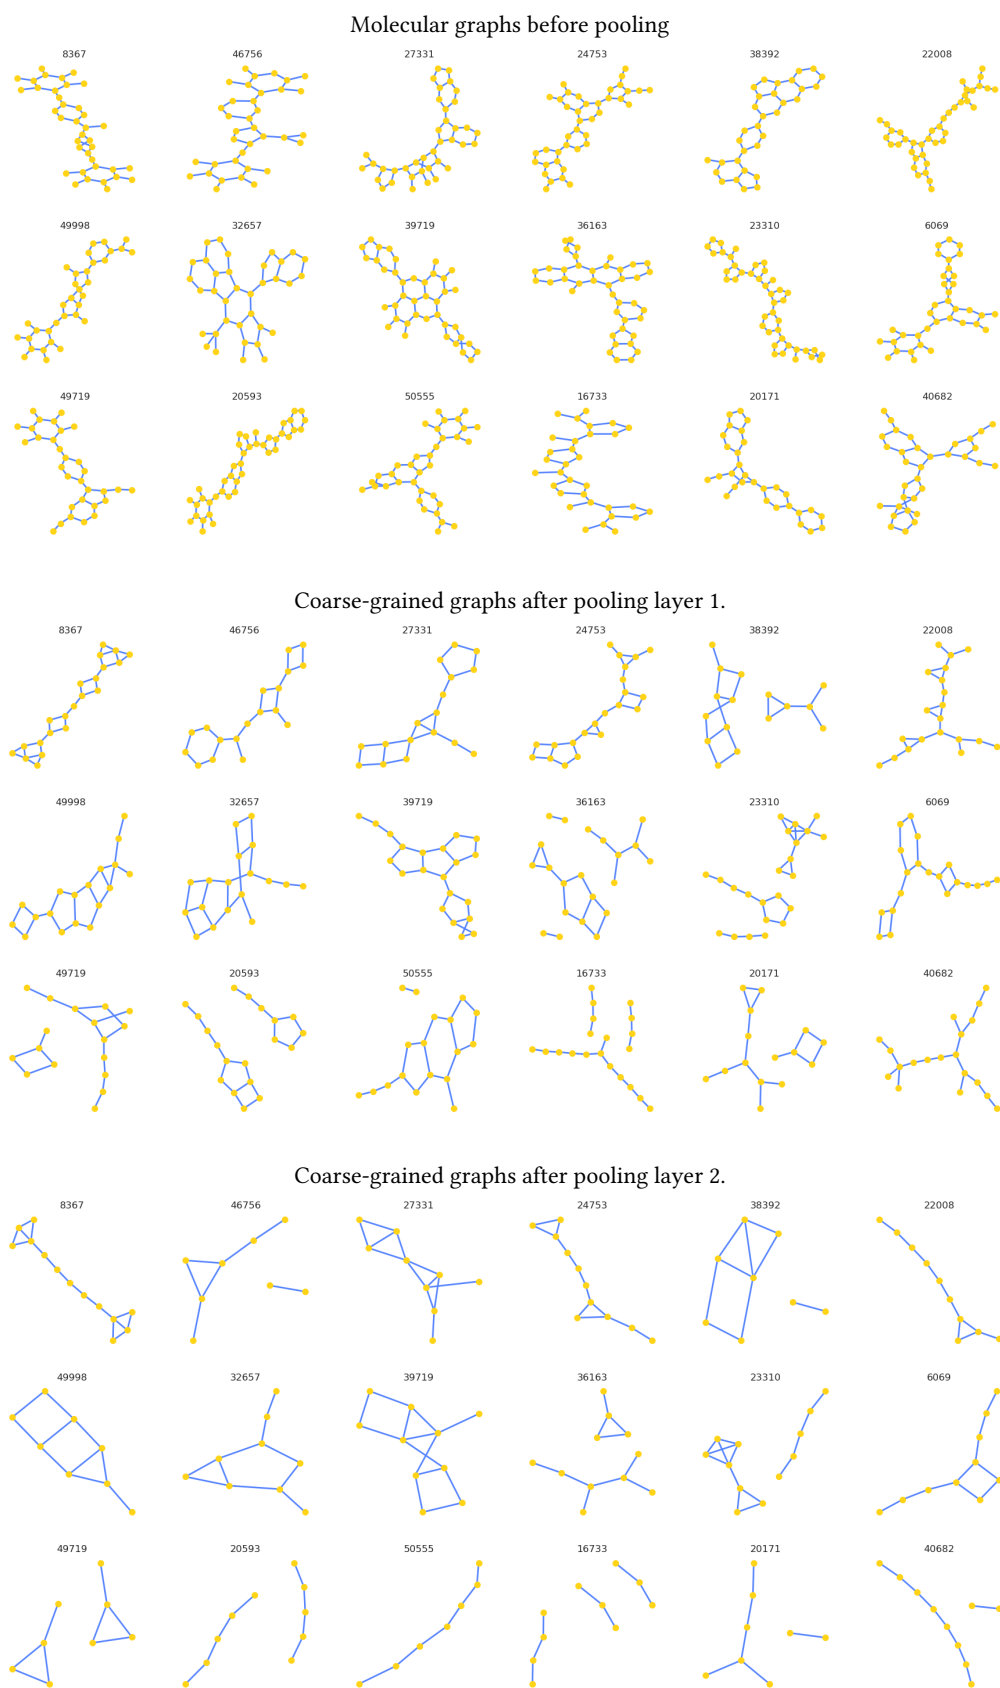 Molecular graphs before pooling
8367 46756 27331 24753 38392 22008
49998 32657 39719 36163 23310 6069
49719 20593 50555 16733 20171 40682
Coarse-grained graphs after pooling layer 1.
8367 46756 27331 24753 38392 22008
49998 32657 39719 36163 23310 6069
49719 20593 50555 16733 20171 40682
Coarse-grained graphs after pooling layer 2.
8367 46756 27331 24753 38392 22008
49998 32657 39719 36163 23310 6069
49719 20593 50555 16733 20171 40682